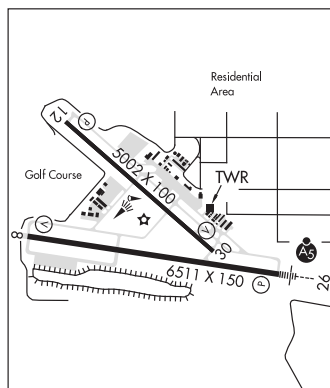 Residential
Area
12
P
5002 X 100
Golf Course
TWR
V
V
30
8
A5
6511 X 150
P
26